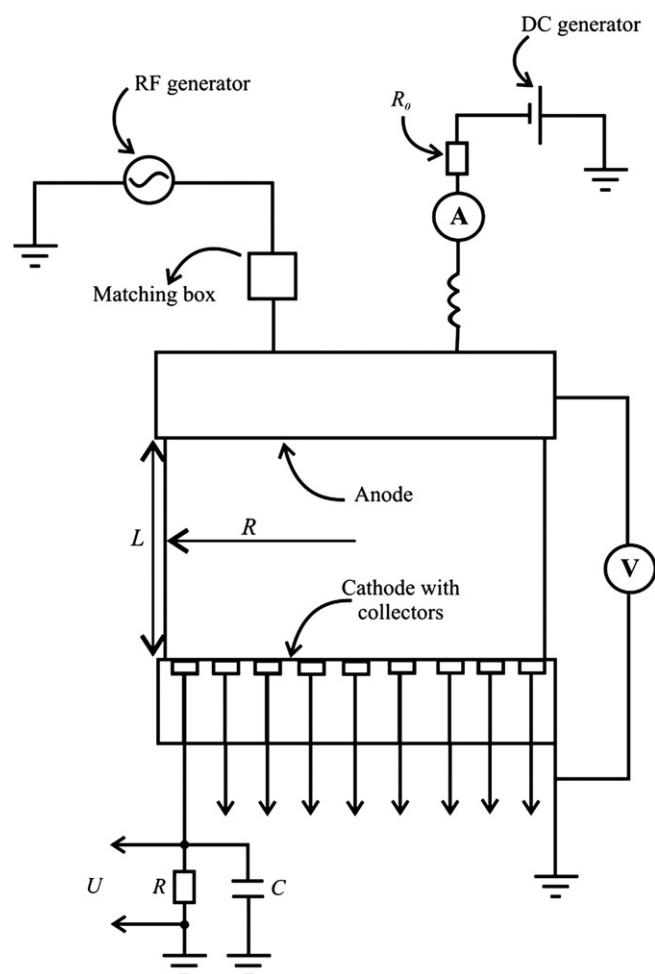 DC generator
RF generator
R₀
A
Matching box
Anode
L
R
V
Cathode with
collectors
U
R
C